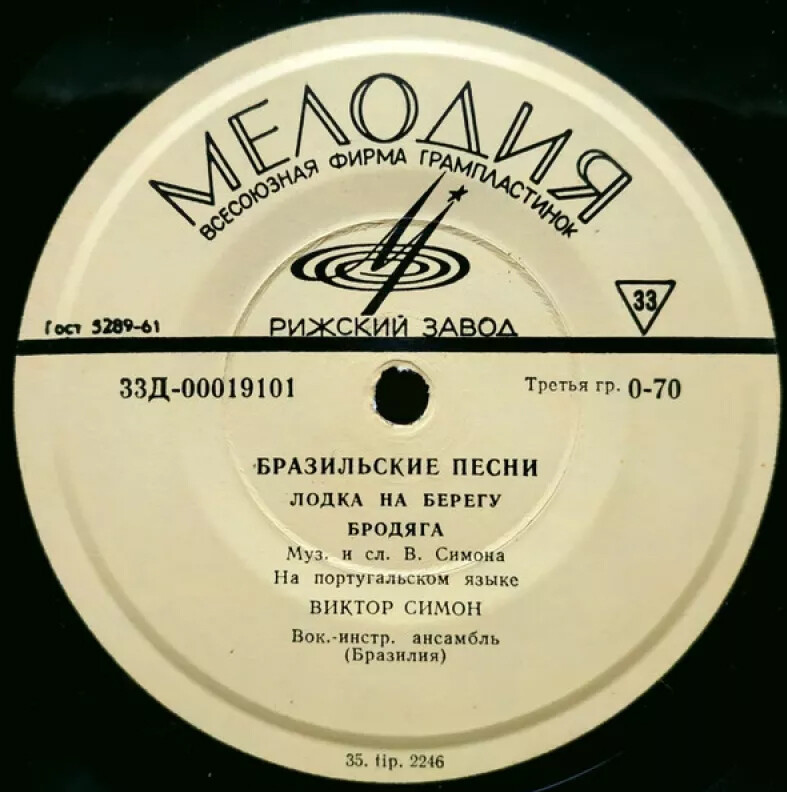 МЕЛОДИЯ
ВСЕСОЮЗНАЯ ФИРМА ГРАМПЛАСТИНОК
33
Гост 5289-61
РИЖСКИЙ ЗАВОД
33Д-00019101
Третья гр. 0-70
БРАЗИЛЬСКИЕ ПЕСНИ
ЛОДКА НА БЕРЕГУ
БРОДЯГА
Муз. и сл. В. Симона
На португальском языке
ВИКТОР СИМОН
Вок.-инстр. ансамбль
(Бразилия)
35. tip. 2246